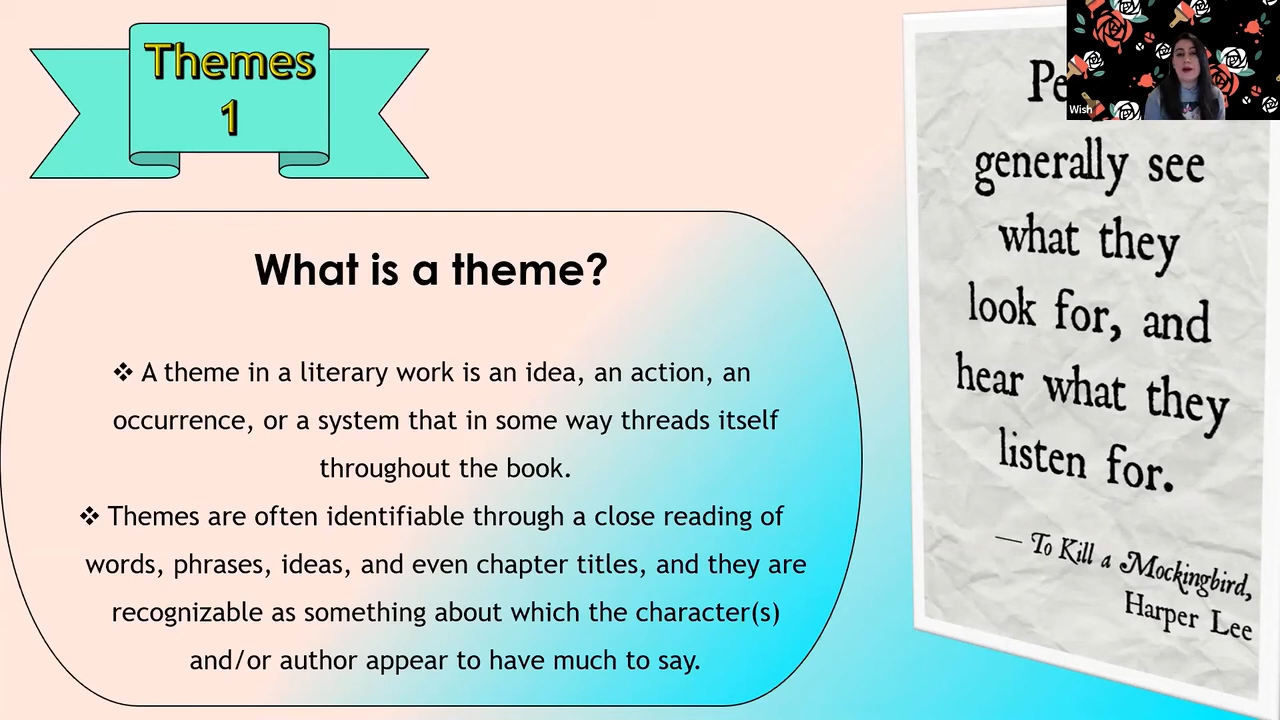 Themes
1
What is a theme?
❖ A theme in a literary work is an idea, an action, an
occurrence, or a system that in some way threads itself
throughout the book.
❖ Themes are often identifiable through a close reading of
words, phrases, ideas, and even chapter titles, and they are
recognizable as something about which the character(s)
and/or author appear to have much to say.
Wish
generally see
what they
look for, and
hear what they
listen for.
— To Kill a Mockingbird,
Harper Lee